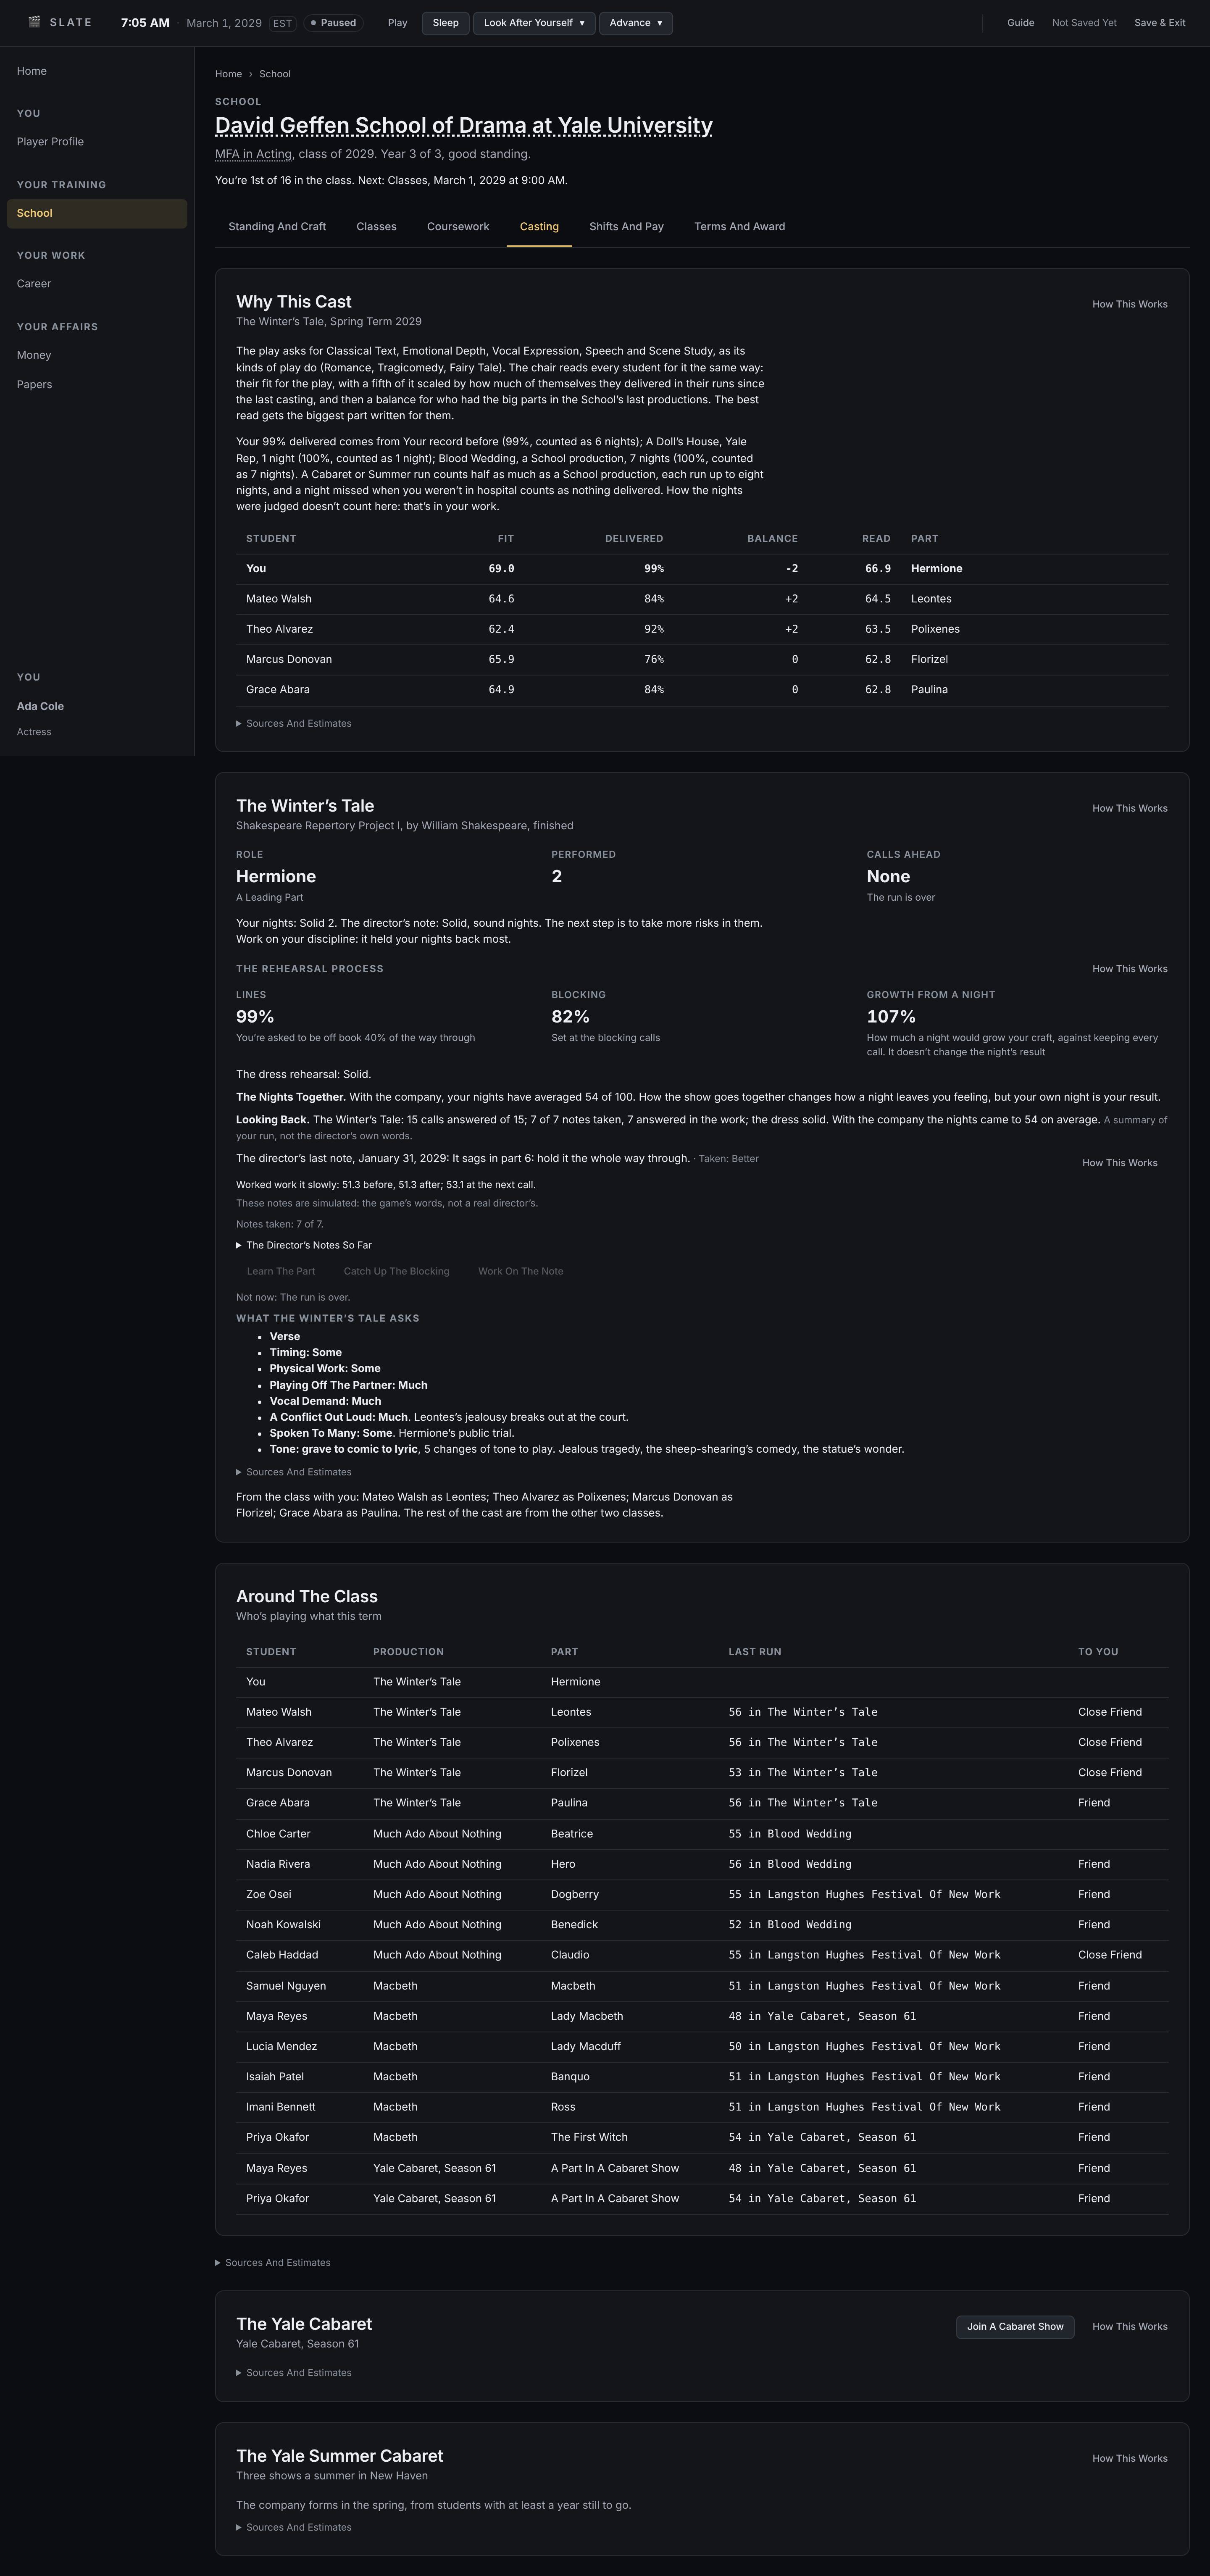 SLATE
7:05 AM · March 1, 2029 EST Paused Play Sleep Look After Yourself ▾ Advance ▾ Guide Not Saved Yet Save & Exit
Home
YOU
Player Profile
YOUR TRAINING
School
YOUR WORK
Career
YOUR AFFAIRS
Money
Papers
YOU
Ada Cole
Actress
Home › School
SCHOOL
David Geffen School of Drama at Yale University
MFA in Acting, class of 2029. Year 3 of 3, good standing.
You’re 1st of 16 in the class. Next: Classes, March 1, 2029 at 9:00 AM.
Standing And Craft Classes Coursework Casting Shifts And Pay Terms And Award
Why This Cast How This Works
The Winter’s Tale, Spring Term 2029
The play asks for Classical Text, Emotional Depth, Vocal Expression, Speech and Scene Study, as its
kinds of play do (Romance, Tragicomedy, Fairy Tale). The chair reads every student for it the same way:
their fit for the play, with a fifth of it scaled by how much of themselves they delivered in their runs since
the last casting, and then a balance for who had the big parts in the School’s last productions. The best
read gets the biggest part written for them.
Your 99% delivered comes from Your record before (99%, counted as 6 nights); A Doll’s House, Yale
Rep, 1 night (100%, counted as 1 night); Blood Wedding, a School production, 7 nights (100%, counted
as 7 nights). A Cabaret or Summer run counts half as much as a School production, each run up to eight
nights, and a night missed when you weren’t in hospital counts as nothing delivered. How the nights
were judged doesn’t count here: that’s in your work.
STUDENT FIT DELIVERED BALANCE READ PART
You 69.0 99% -2 66.9 Hermione
Mateo Walsh 64.6 84% +2 64.5 Leontes
Theo Alvarez 62.4 92% +2 63.5 Polixenes
Marcus Donovan 65.9 76% 0 62.8 Florizel
Grace Abara 64.9 84% 0 62.8 Paulina
▶ Sources And Estimates
The Winter’s Tale How This Works
Shakespeare Repertory Project I, by William Shakespeare, finished
ROLE PERFORMED CALLS AHEAD
Hermione 2 None
A Leading Part The run is over
Your nights: Solid 2. The director’s note: Solid, sound nights. The next step is to take more risks in them.
Work on your discipline: it held your nights back most.
THE REHEARSAL PROCESS How This Works
LINES BLOCKING GROWTH FROM A NIGHT
99% 82% 107%
You’re asked to be off book 40% of the way through Set at the blocking calls How much a night would grow your craft, against keeping every
call. It doesn’t change the night’s result
The dress rehearsal: Solid.
The Nights Together. With the company, your nights have averaged 54 of 100. How the show goes together changes how a night leaves you feeling, but your own night is your result.
Looking Back. The Winter’s Tale: 15 calls answered of 15; 7 of 7 notes taken, 7 answered in the work; the dress solid. With the company the nights came to 54 on average. A summary of
your run, not the director’s own words.
The director’s last note, January 31, 2029: It sags in part 6: hold it the whole way through. · Taken: Better How This Works
Worked work it slowly: 51.3 before, 51.3 after; 53.1 at the next call.
These notes are simulated: the game’s words, not a real director’s.
Notes taken: 7 of 7.
▶ The Director’s Notes So Far
Learn The Part Catch Up The Blocking Work On The Note
Not now: The run is over.
WHAT THE WINTER’S TALE ASKS
• Verse
• Timing: Some
• Physical Work: Some
• Playing Off The Partner: Much
• Vocal Demand: Much
• A Conflict Out Loud: Much. Leontes’s jealousy breaks out at the court.
• Spoken To Many: Some. Hermione’s public trial.
• Tone: grave to comic to lyric, 5 changes of tone to play. Jealous tragedy, the sheep-shearing’s comedy, the statue’s wonder.
▶ Sources And Estimates
From the class with you: Mateo Walsh as Leontes; Theo Alvarez as Polixenes; Marcus Donovan as
Florizel; Grace Abara as Paulina. The rest of the cast are from the other two classes.
Around The Class
Who’s playing what this term
STUDENT PRODUCTION PART LAST RUN TO YOU
You The Winter’s Tale Hermione
Mateo Walsh The Winter’s Tale Leontes 56 in The Winter’s Tale Close Friend
Theo Alvarez The Winter’s Tale Polixenes 56 in The Winter’s Tale Close Friend
Marcus Donovan The Winter’s Tale Florizel 53 in The Winter’s Tale Close Friend
Grace Abara The Winter’s Tale Paulina 56 in The Winter’s Tale Friend
Chloe Carter Much Ado About Nothing Beatrice 55 in Blood Wedding
Nadia Rivera Much Ado About Nothing Hero 56 in Blood Wedding Friend
Zoe Osei Much Ado About Nothing Dogberry 55 in Langston Hughes Festival Of New Work Friend
Noah Kowalski Much Ado About Nothing Benedick 52 in Blood Wedding Friend
Caleb Haddad Much Ado About Nothing Claudio 55 in Langston Hughes Festival Of New Work Close Friend
Samuel Nguyen Macbeth Macbeth 51 in Langston Hughes Festival Of New Work Friend
Maya Reyes Macbeth Lady Macbeth 48 in Yale Cabaret, Season 61 Friend
Lucia Mendez Macbeth Lady Macduff 50 in Langston Hughes Festival Of New Work Friend
Isaiah Patel Macbeth Banquo 51 in Langston Hughes Festival Of New Work Friend
Imani Bennett Macbeth Ross 51 in Langston Hughes Festival Of New Work Friend
Priya Okafor Macbeth The First Witch 54 in Yale Cabaret, Season 61 Friend
Maya Reyes Yale Cabaret, Season 61 A Part In A Cabaret Show 48 in Yale Cabaret, Season 61 Friend
Priya Okafor Yale Cabaret, Season 61 A Part In A Cabaret Show 54 in Yale Cabaret, Season 61 Friend
▶ Sources And Estimates
The Yale Cabaret Join A Cabaret Show How This Works
Yale Cabaret, Season 61
▶ Sources And Estimates
The Yale Summer Cabaret How This Works
Three shows a summer in New Haven
The company forms in the spring, from students with at least a year still to go.
▶ Sources And Estimates